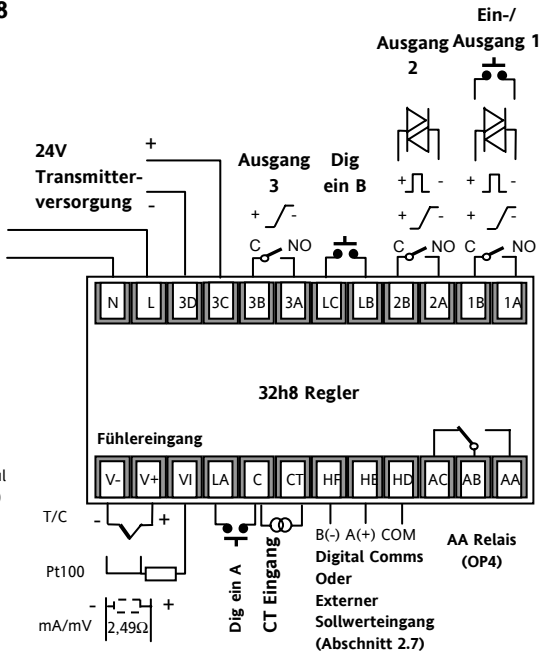 8
Ein-/
Ausgang Ausgang 1
2
24V
Transmitter-
versorgung
+
-
Ausgang
3
Dig
ein B
+ -
+ -
+ -
+ -
+ -
C NO
C NO
C NO
N L 3D 3C 3B 3A LC LB 2B 2A 1B 1A
32h8 Regler
Fühlereingang
V- V+ VI LA C CT HF HE HD AC AB AA
T/C - +
Pt100
- +
mA/mV 2,49Ω
Dig ein A
CT Eingang
B(-) A(+) COM
Digital Comms
Oder
Externer
Sollwerteingang
(Abschnitt 2.7)
AA Relais
(OP4)